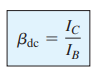 β_dc = I_C / I_B